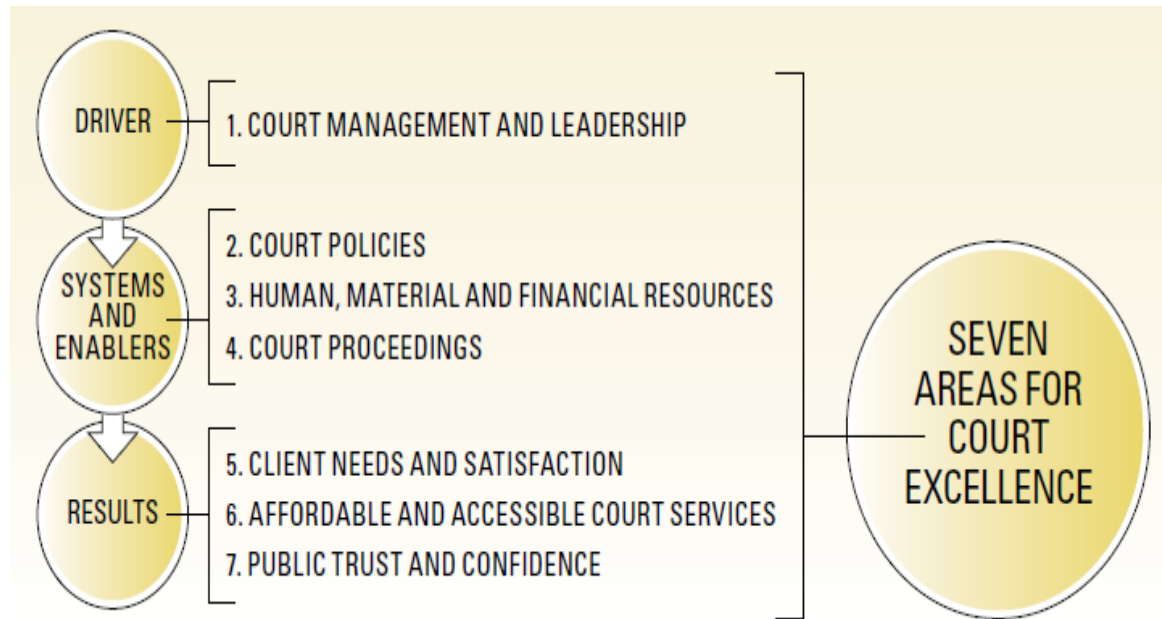 DRIVER
1. COURT MANAGEMENT AND LEADERSHIP
SYSTEMS
AND
ENABLERS
2. COURT POLICIES
3. HUMAN, MATERIAL AND FINANCIAL RESOURCES
4. COURT PROCEEDINGS
RESULTS
5. CLIENT NEEDS AND SATISFACTION
6. AFFORDABLE AND ACCESSIBLE COURT SERVICES
7. PUBLIC TRUST AND CONFIDENCE
SEVEN
AREAS FOR
COURT
EXCELLENCE